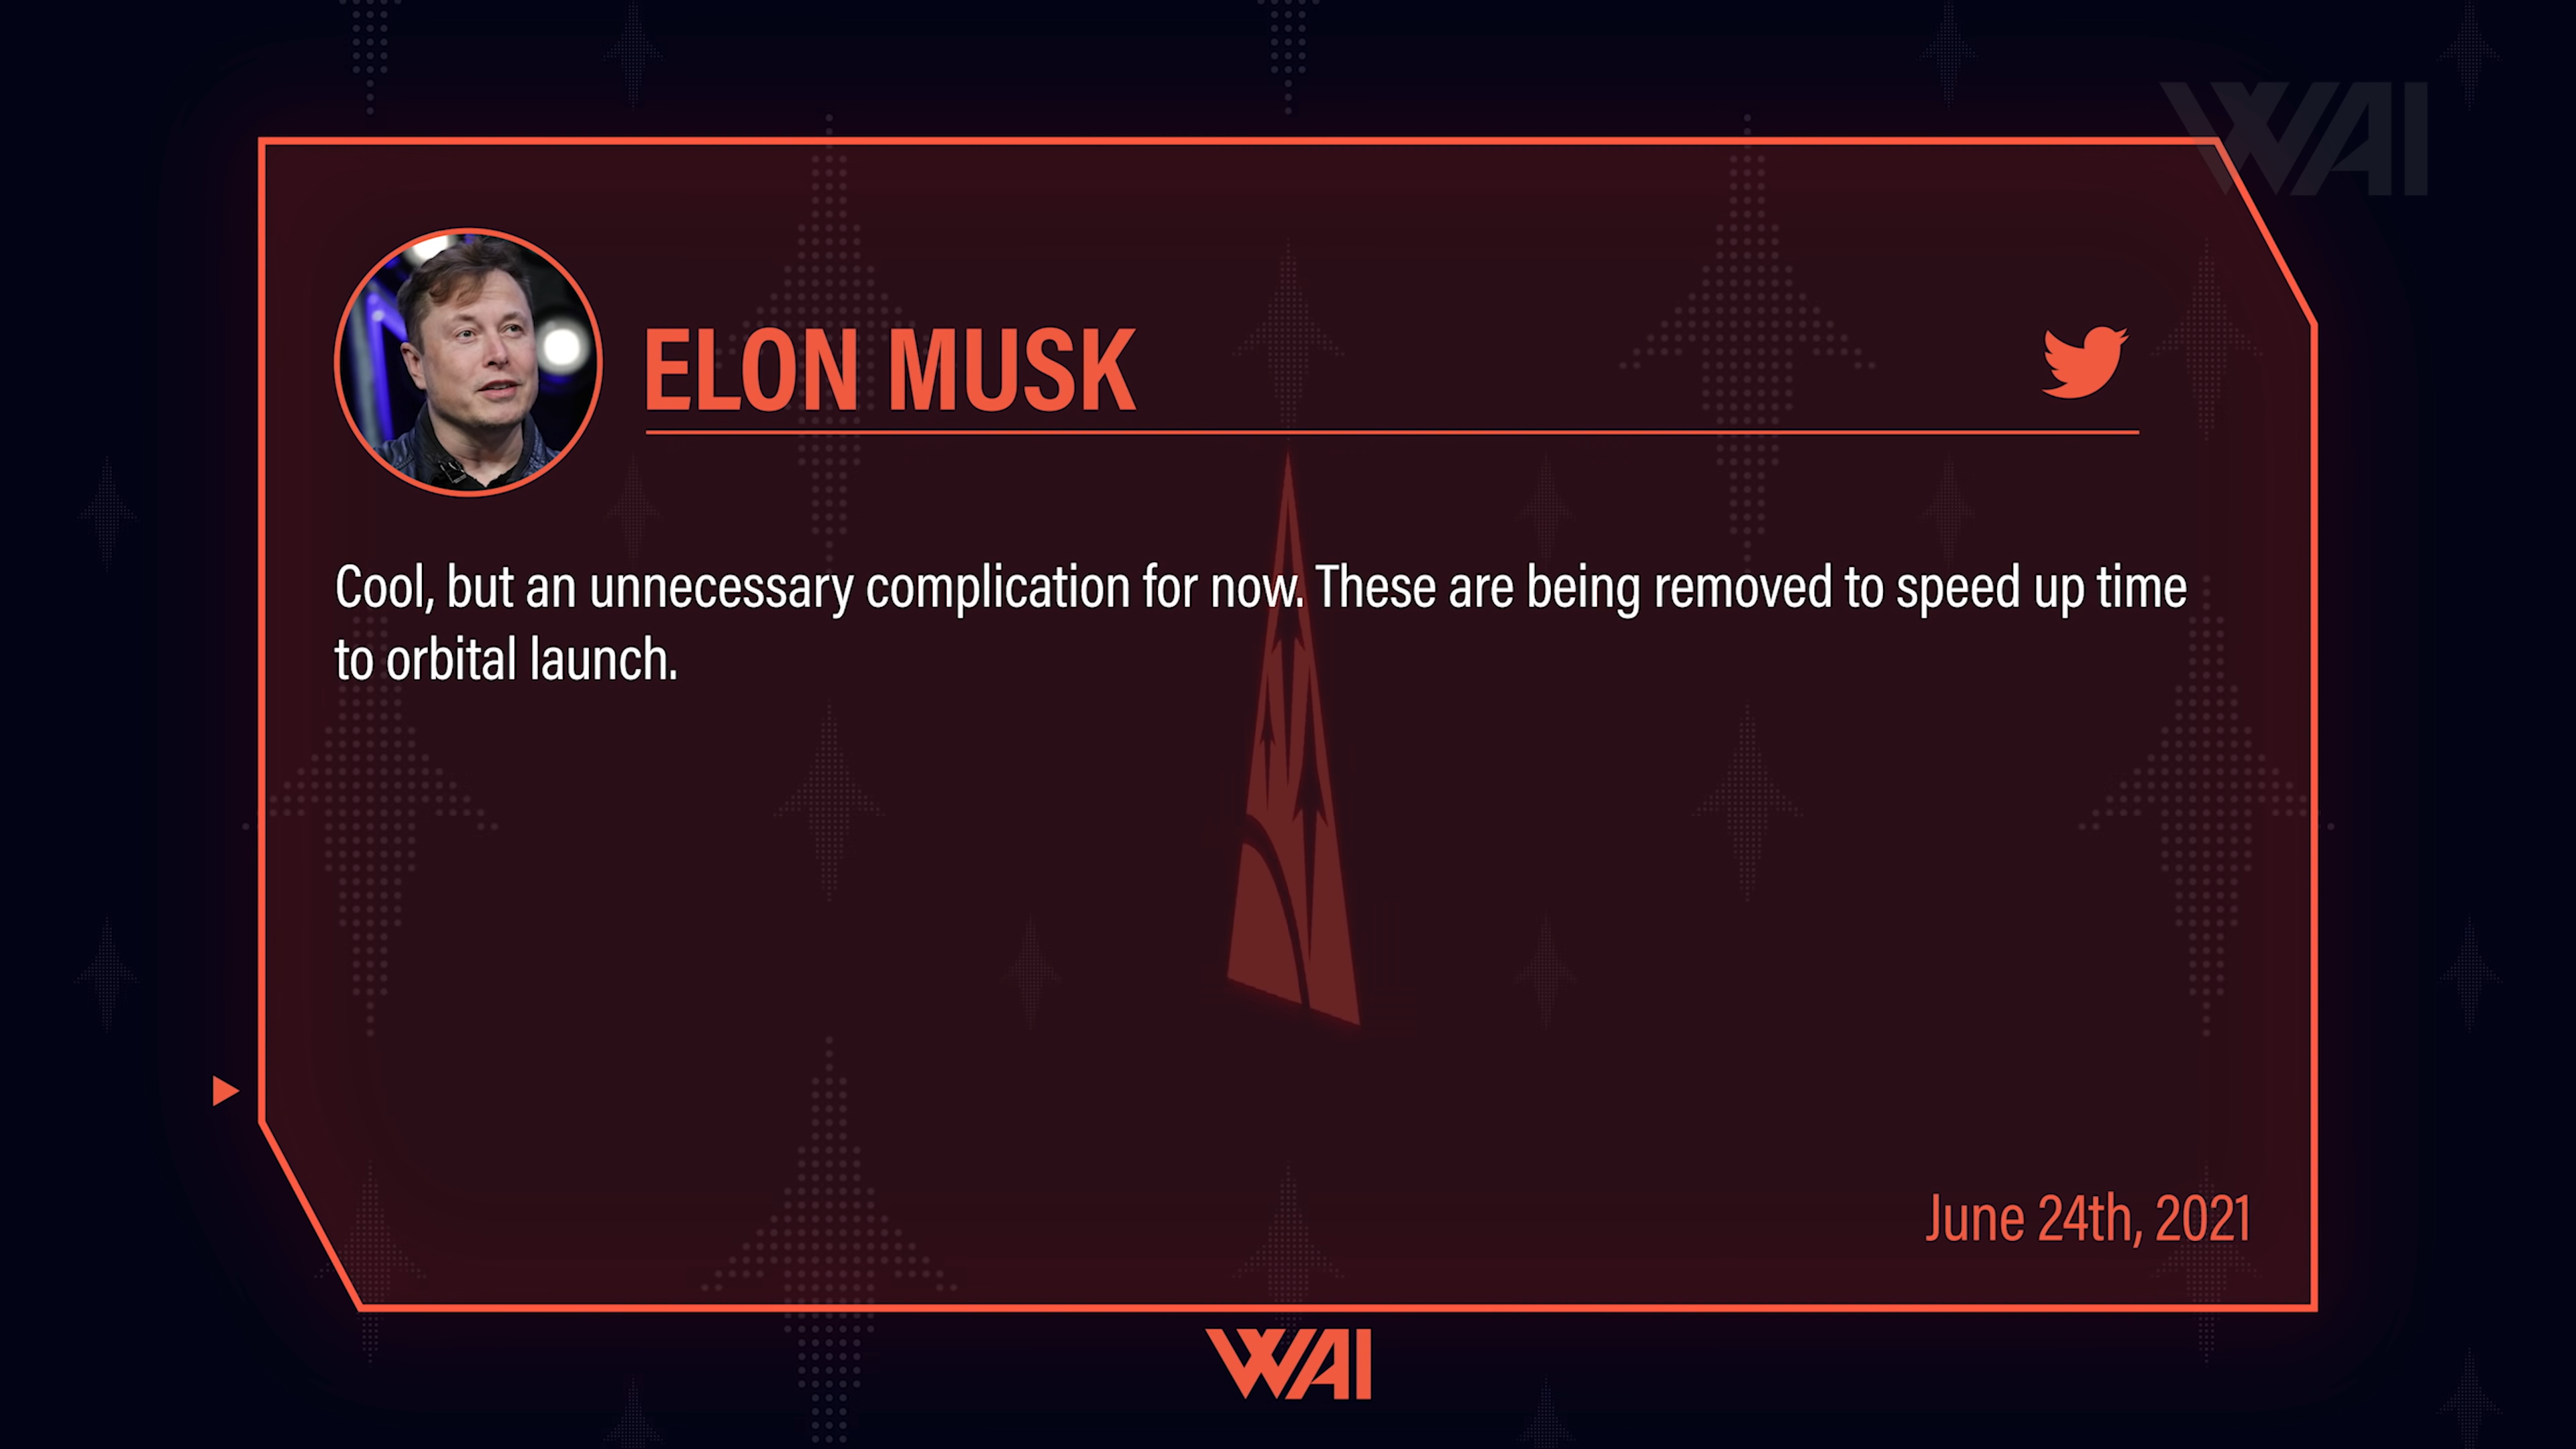 WAI
ELON MUSK
Cool, but an unnecessary complication for now. These are being removed to speed up time
to orbital launch.
June 24th, 2021
WAI